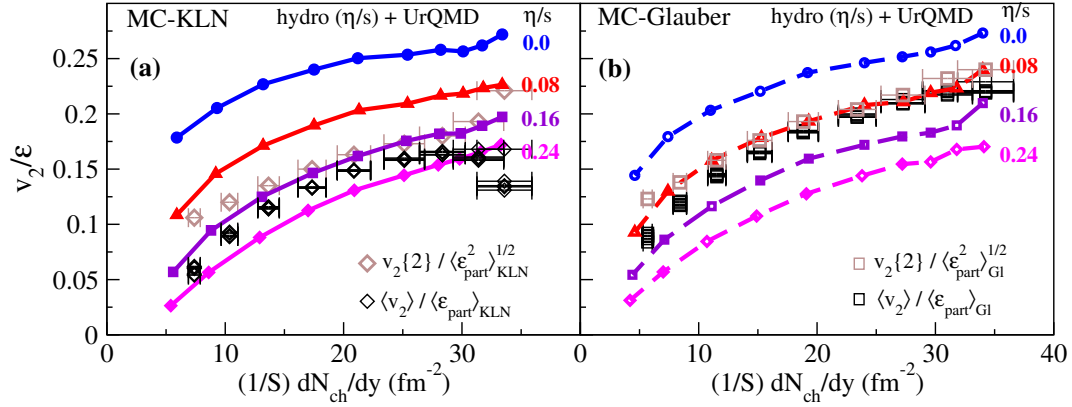 MC-KLN hydro (η/s) + UrQMD η/s
MC-Glauber hydro (η/s) + UrQMD η/s
(a)
(b)
0.0
0.08
0.16
0.24
0.0
0.08
0.16
0.24
v₂/ε
0.25
0.2
0.15
0.1
0.05
0
v₂{2} / ⟨ε²part⟩^1/2 KLN
⟨v₂⟩ / ⟨εpart⟩KLN
v₂{2} / ⟨ε²part⟩^1/2 Gl
⟨v₂⟩ / ⟨εpart⟩Gl
0 10 20 30
0 10 20 30 40
(1/S) dNch/dy (fm⁻²)
(1/S) dNch/dy (fm⁻²)